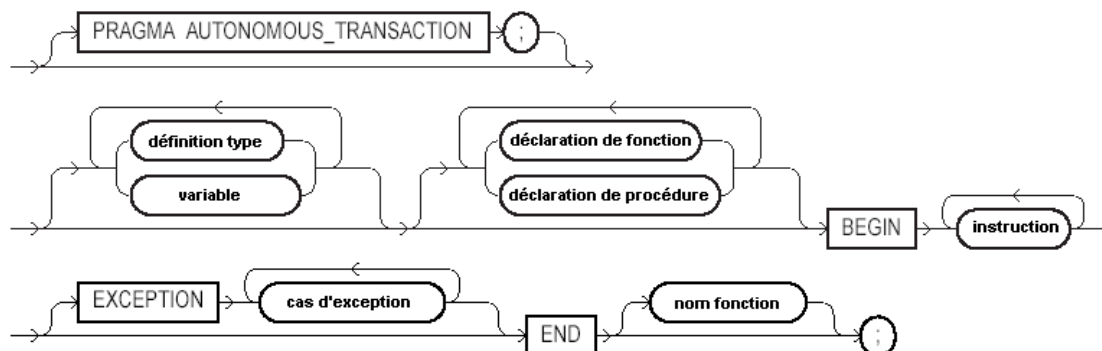 PRAGMA AUTONOMOUS_TRANSACTION ;
définition type déclaration de fonction
variable déclaration de procédure
BEGIN instruction
EXCEPTION cas d'exception nom fonction
END ;